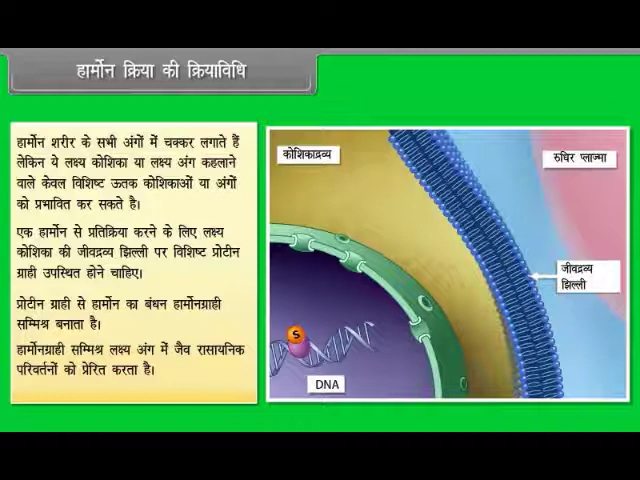 हार्मोन क्रिया की क्रियाविधि
हार्मोन शरीर के सभी अंगों में चक्कर लगाते हैं
लेकिन ये लक्ष्य कोशिका या लक्ष्य अंग कहलाने
वाले केवल विशिष्ट ऊतक कोशिकाओं या अंगों
को प्रभावित कर सकते है।
एक हार्मोन से प्रतिक्रिया करने के लिए लक्ष्य
कोशिका की जीवद्रव्य झिल्ली पर विशिष्ट प्रोटीन
ग्राही उपस्थित होने चाहिए।
प्रोटीन ग्राही से हार्मोन का बंधन हार्मोनग्राही
सम्मिश्र बनाता है।
हार्मोनग्राही सम्मिश्र लक्ष्य अंग में जैव रासायनिक
परिवर्तनों को प्रेरित करता है।
कोशिकाद्रव्य
रुधिर प्लाज्मा
जीवद्रव्य
झिल्ली
S
DNA